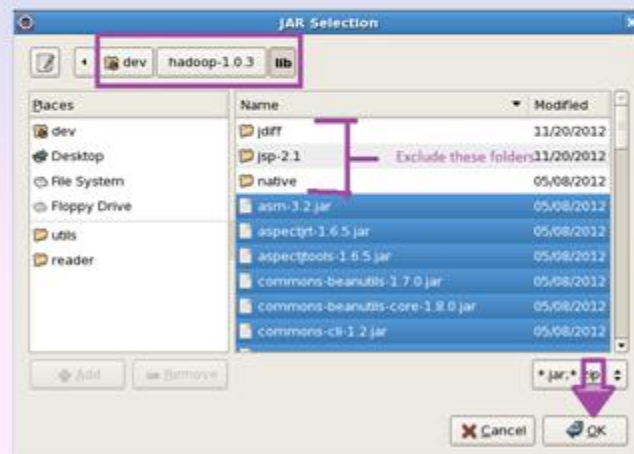 JAR Selection
dev hadoop-1.0.3 lib
Places
dev
Desktop
File System
Floppy Drive
utils
reader
Name Modified
jdiff 11/20/2012
jsp-2.1 11/20/2012
native 05/08/2012
Exclude these folders
asm-3.2.jar 05/08/2012
aspectjrt-1.6.5.jar 05/08/2012
aspectjtools-1.6.5.jar 05/08/2012
commons-beanutils-1.7.0.jar 05/08/2012
commons-beanutils-core-1.8.0.jar 05/08/2012
commons-cli-1.2.jar 05/08/2012
Add Remove
*.jar;*.zip
Cancel OK